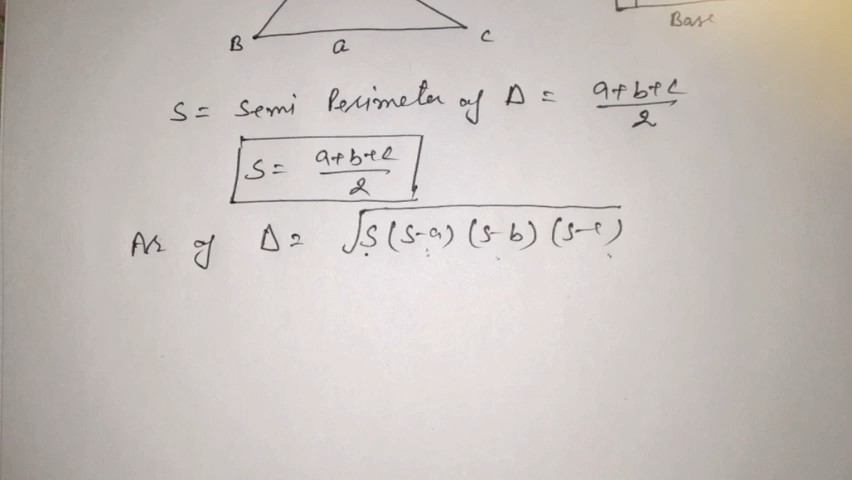 B a C
Base
S = Semi Perimeter of Δ = a+b+c/2
S = a+b+c/2
Ar of Δ = √S(S-a)(S-b)(S-c)